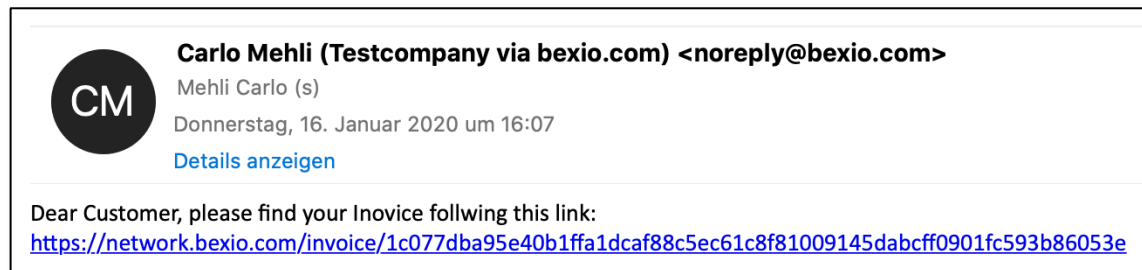 Carlo Mehli (Testcompany via bexio.com) <noreply@bexio.com>
CM
Mehli Carlo (s)
Donnerstag, 16. Januar 2020 um 16:07
Details anzeigen
Dear Customer, please find your Inovice follwing this link:
https://network.bexio.com/invoice/1c077dba95e40b1ffa1dcaf88c5ec61c8f81009145dabcff0901fc593b86053e